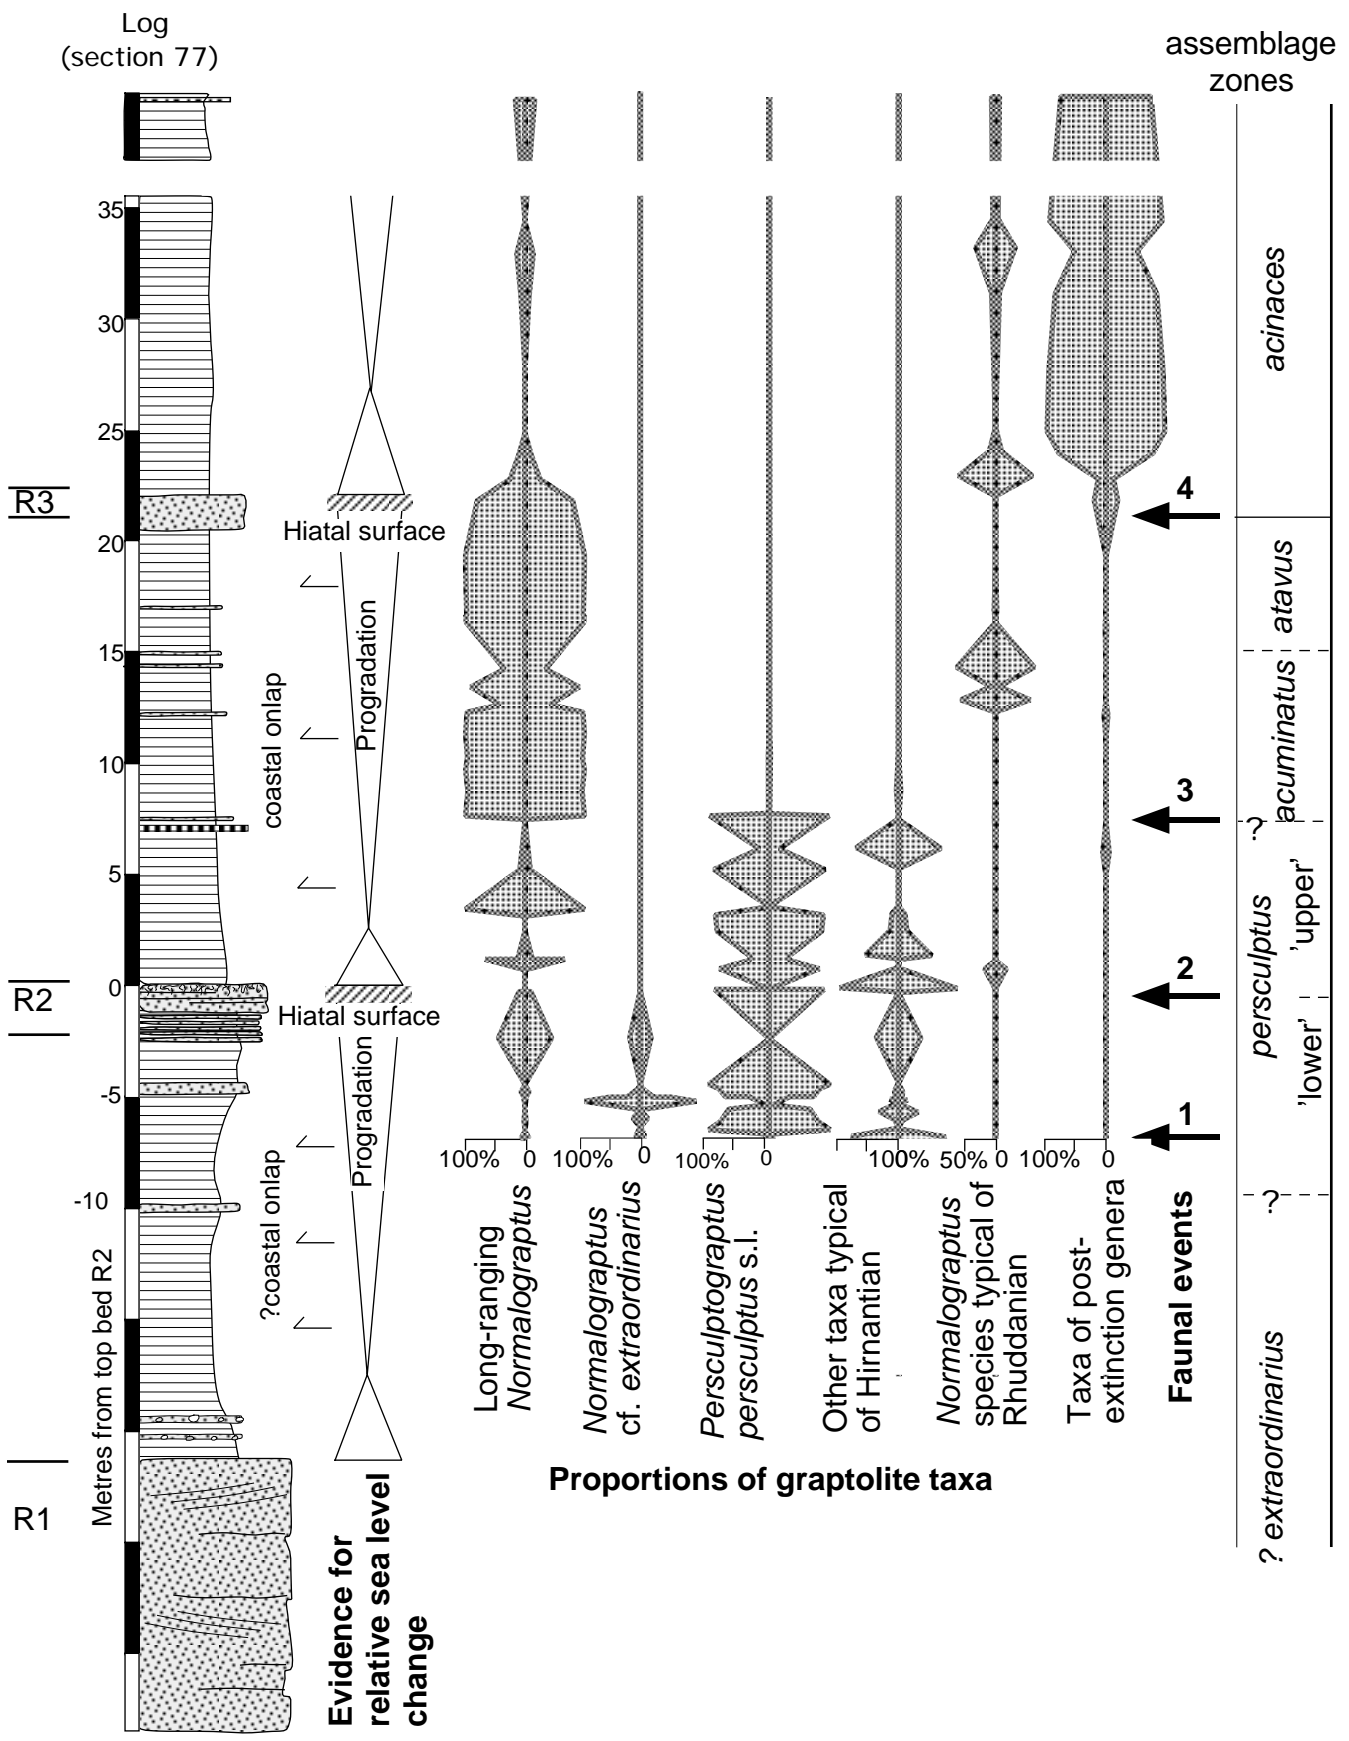 Log
(section 77)
assemblage
zones
35
30
25
20
15
10
5
0
-5
-10
R3
R2
R1
Metres from top bed R2
Hiatal surface
Progradation
coastal onlap
Hiatal surface
Progradation
?coastal onlap
Evidence for
relative sea level
change
4
3
2
1
acinaces
atavus
acuminatus
?
persculptus
'upper'
'lower'
?
? extraordinarius
100% 0
100% 0
100% 0
100%
0
50% 0
100% 0
Long-ranging
Normalograptus
Normalograptus
cf. extraordinarius
Persculptograptus
persculptus s.l.
Other taxa typical
of Hirnantian
Normalograptus
species typical of
Rhuddanian
Taxa of post-
extinction genera
Faunal events
Proportions of graptolite taxa